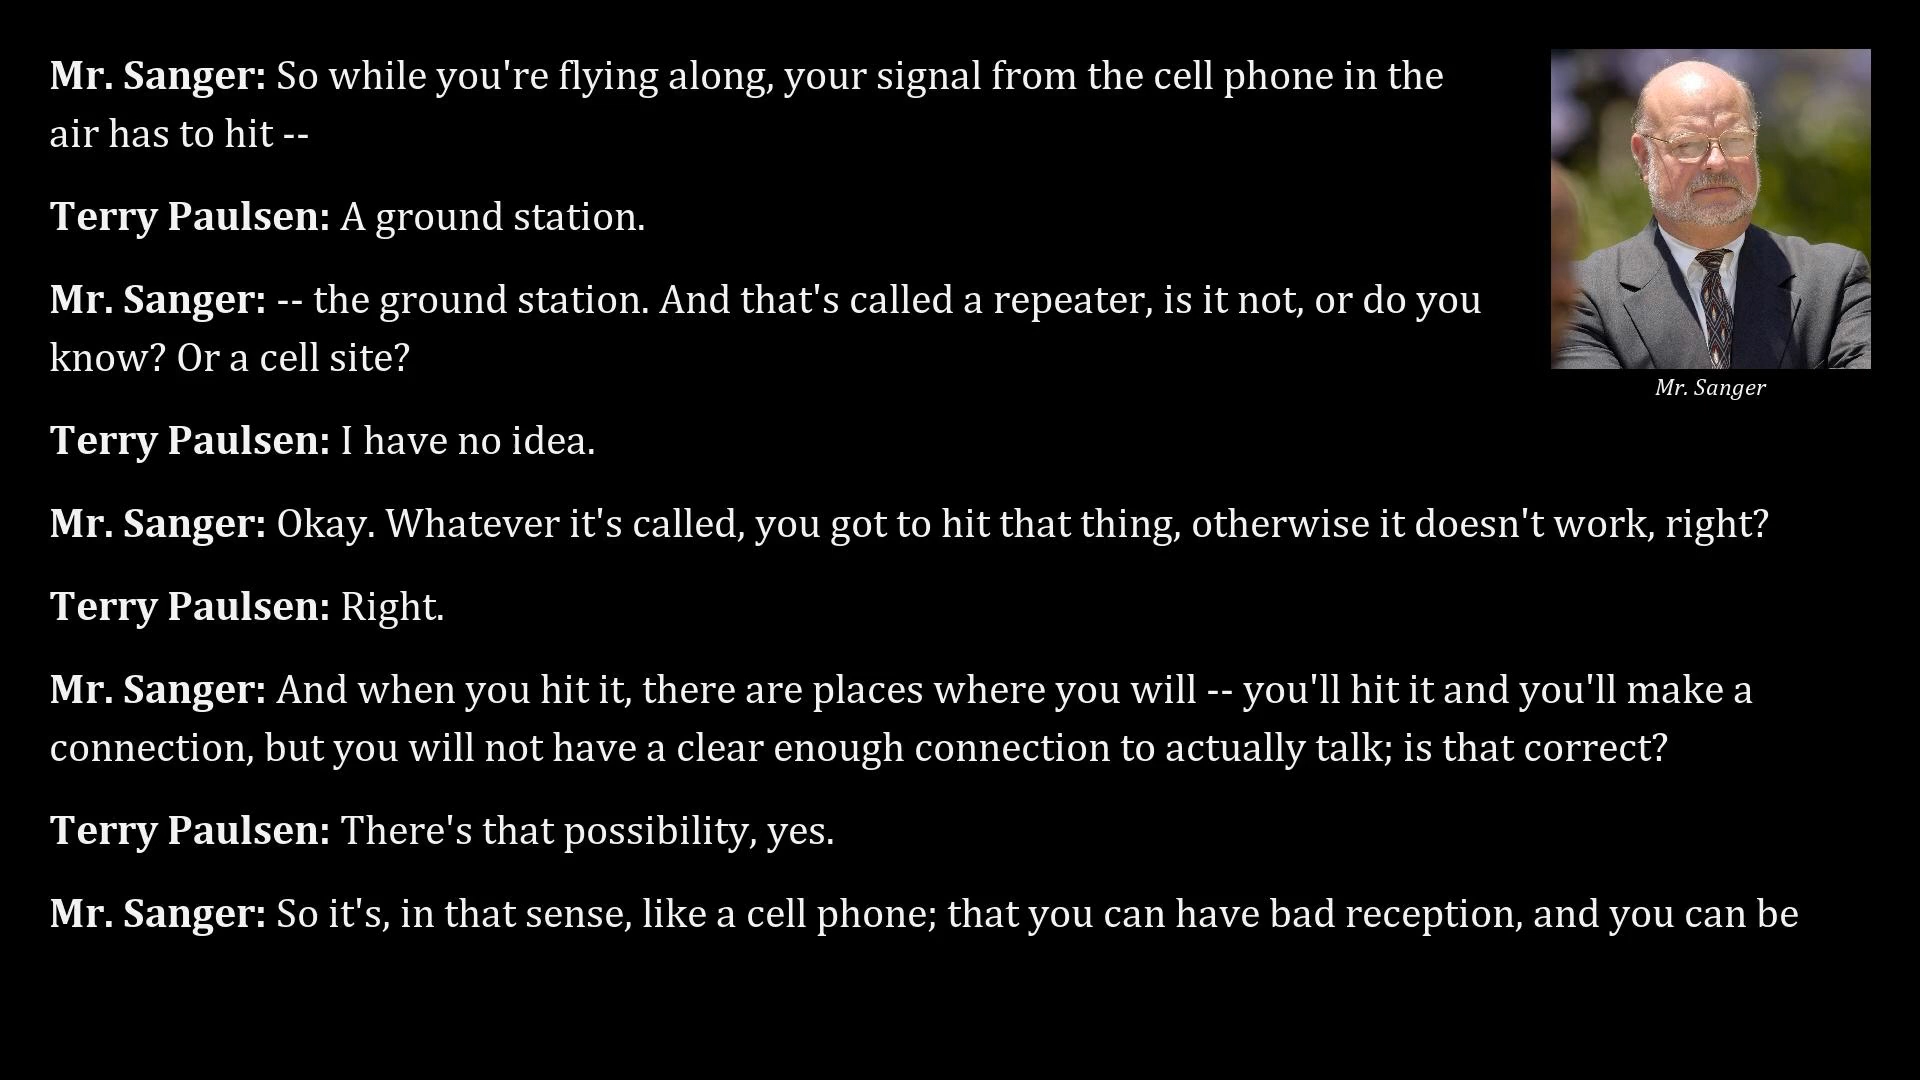 Mr. Sanger: So while you're flying along, your signal from the cell phone in the
air has to hit --
Terry Paulsen: A ground station.
Mr. Sanger: -- the ground station. And that's called a repeater, is it not, or do you
know? Or a cell site?
Mr. Sanger
Terry Paulsen: I have no idea.
Mr. Sanger: Okay. Whatever it's called, you got to hit that thing, otherwise it doesn't work, right?
Terry Paulsen: Right.
Mr. Sanger: And when you hit it, there are places where you will -- you'll hit it and you'll make a
connection, but you will not have a clear enough connection to actually talk; is that correct?
Terry Paulsen: There's that possibility, yes.
Mr. Sanger: So it's, in that sense, like a cell phone; that you can have bad reception, and you can be